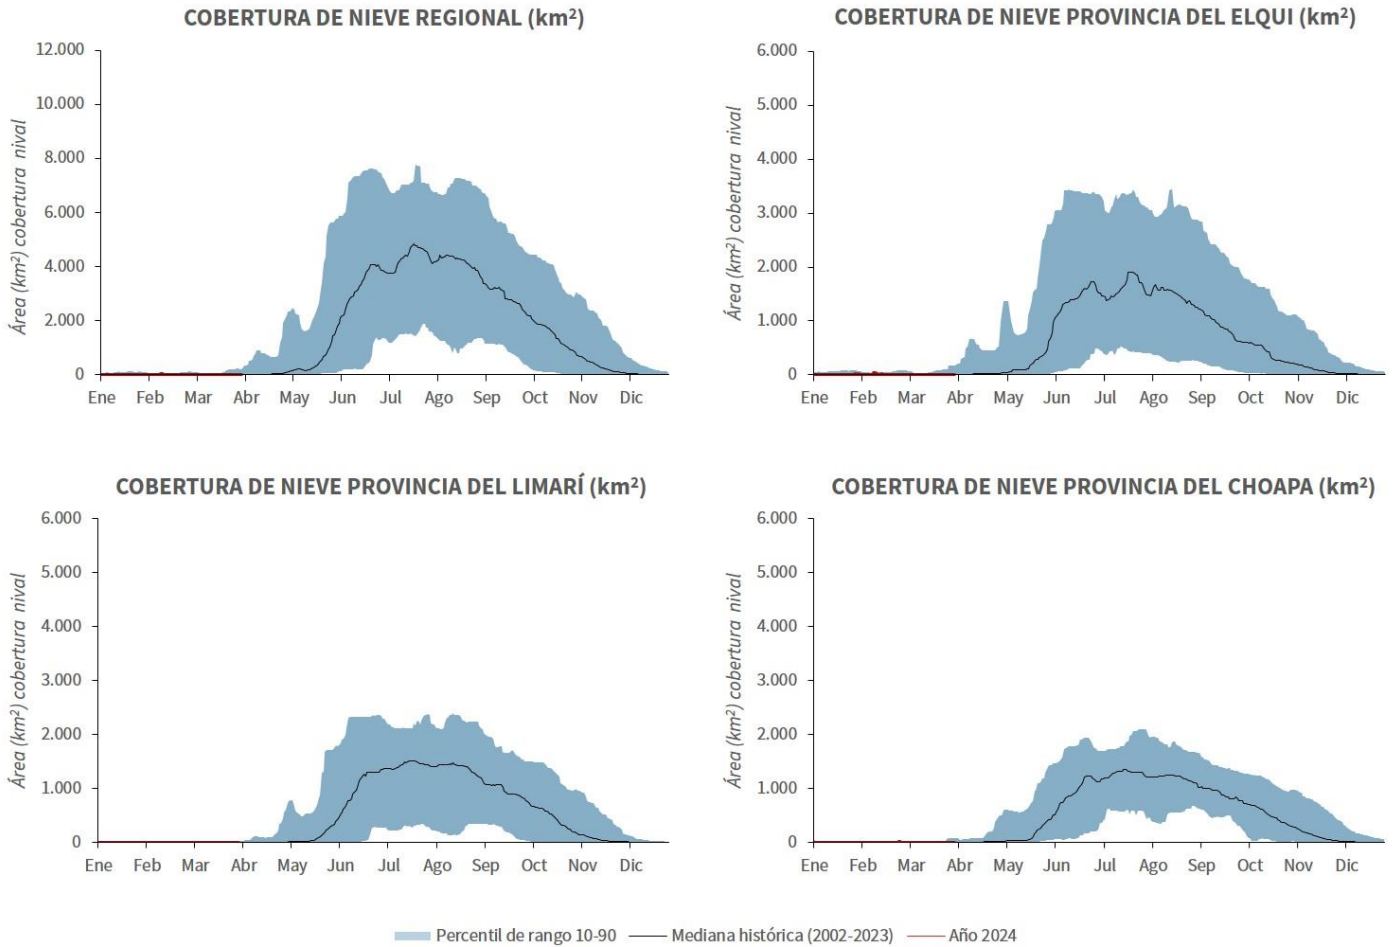 COBERTURA DE NIEVE REGIONAL (km²)
Área (km²) cobertura nival
12.000
10.000
8.000
6.000
4.000
2.000
0
Ene Feb Mar Abr May Jun Jul Ago Sep Oct Nov Dic
COBERTURA DE NIEVE PROVINCIA DEL ELQUI (km²)
Área (km²) cobertura nival
6.000
5.000
4.000
3.000
2.000
1.000
0
Ene Feb Mar Abr May Jun Jul Ago Sep Oct Nov Dic
COBERTURA DE NIEVE PROVINCIA DEL LIMARÍ (km²)
Área (km²) cobertura nival
6.000
5.000
4.000
3.000
2.000
1.000
0
Ene Feb Mar Abr May Jun Jul Ago Sep Oct Nov Dic
COBERTURA DE NIEVE PROVINCIA DEL CHOAPA (km²)
Área (km²) cobertura nival
6.000
5.000
4.000
3.000
2.000
1.000
0
Ene Feb Mar Abr May Jun Jul Ago Sep Oct Nov Dic
Percentil de rango 10-90 Mediana histórica (2002-2023) Año 2024